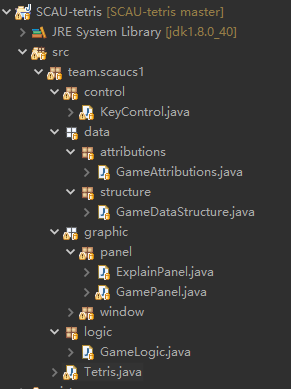 SCAU-tetris [SCAU-tetris master]
JRE System Library [jdk1.8.0_40]
src
team.scaucs1
control
KeyControl.java
data
attributions
GameAttributions.java
structure
GameDataStructure.java
graphic
panel
ExplainPanel.java
GamePanel.java
window
logic
GameLogic.java
Tetris.java